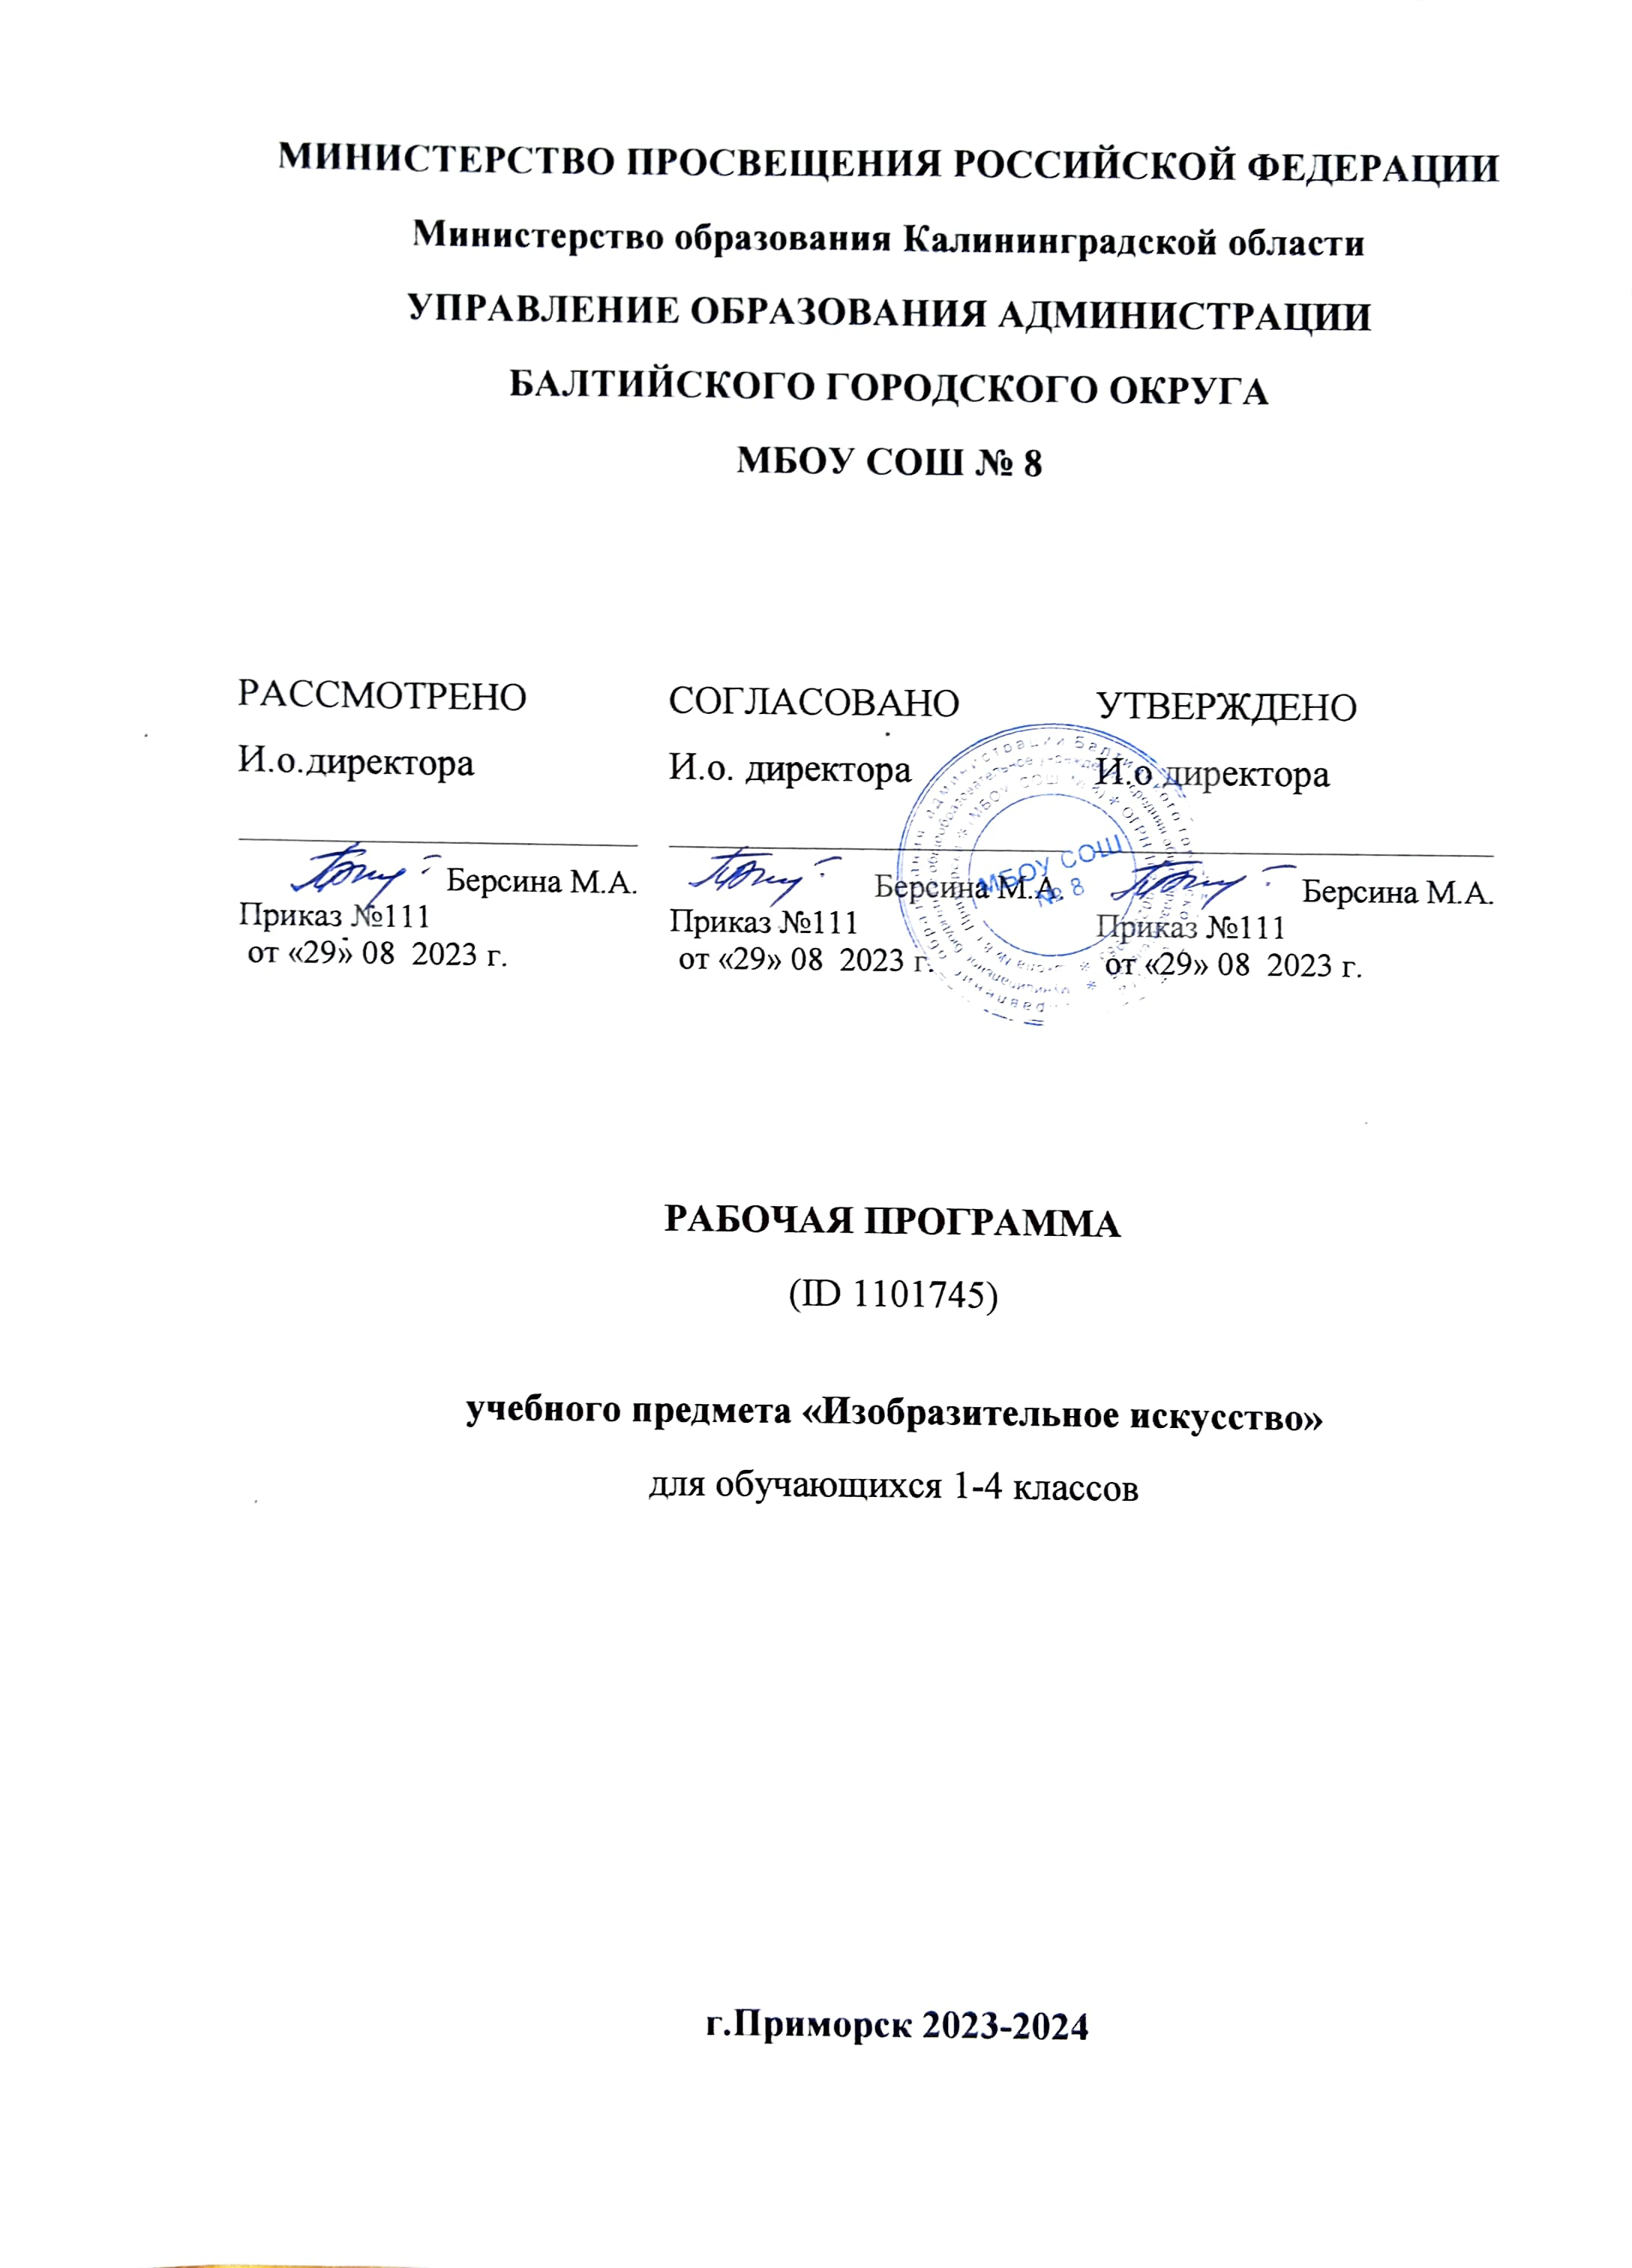 МИНИСТЕРСТВО ПРОСВЕЩЕНИЯ РОССИЙСКОЙ ФЕДЕРАЦИИ
Министерство образования Калининградской области
УПРАВЛЕНИЕ ОБРАЗОВАНИЯ АДМИНИСТРАЦИИ
БАЛТИЙСКОГО ГОРОДСКОГО ОКРУГА
МБОУ СОШ № 8
РАССМОТРЕНО
И.о.директора
Берсина М.А.
Приказ №111
от «29» 08 2023 г.
СОГЛАСОВАНО
И.о. директора
Берсина М.А.
Приказ №111
от «29» 08 2023 г.
УТВЕРЖДЕНО
И.о директора
Берсина М.А.
Приказ №111
от «29» 08 2023 г.
МБОУ СОШ
№ 8
РАБОЧАЯ ПРОГРАММА
(ID 1101745)
учебного предмета «Изобразительное искусство»
для обучающихся 1-4 классов
г.Приморск 2023-2024